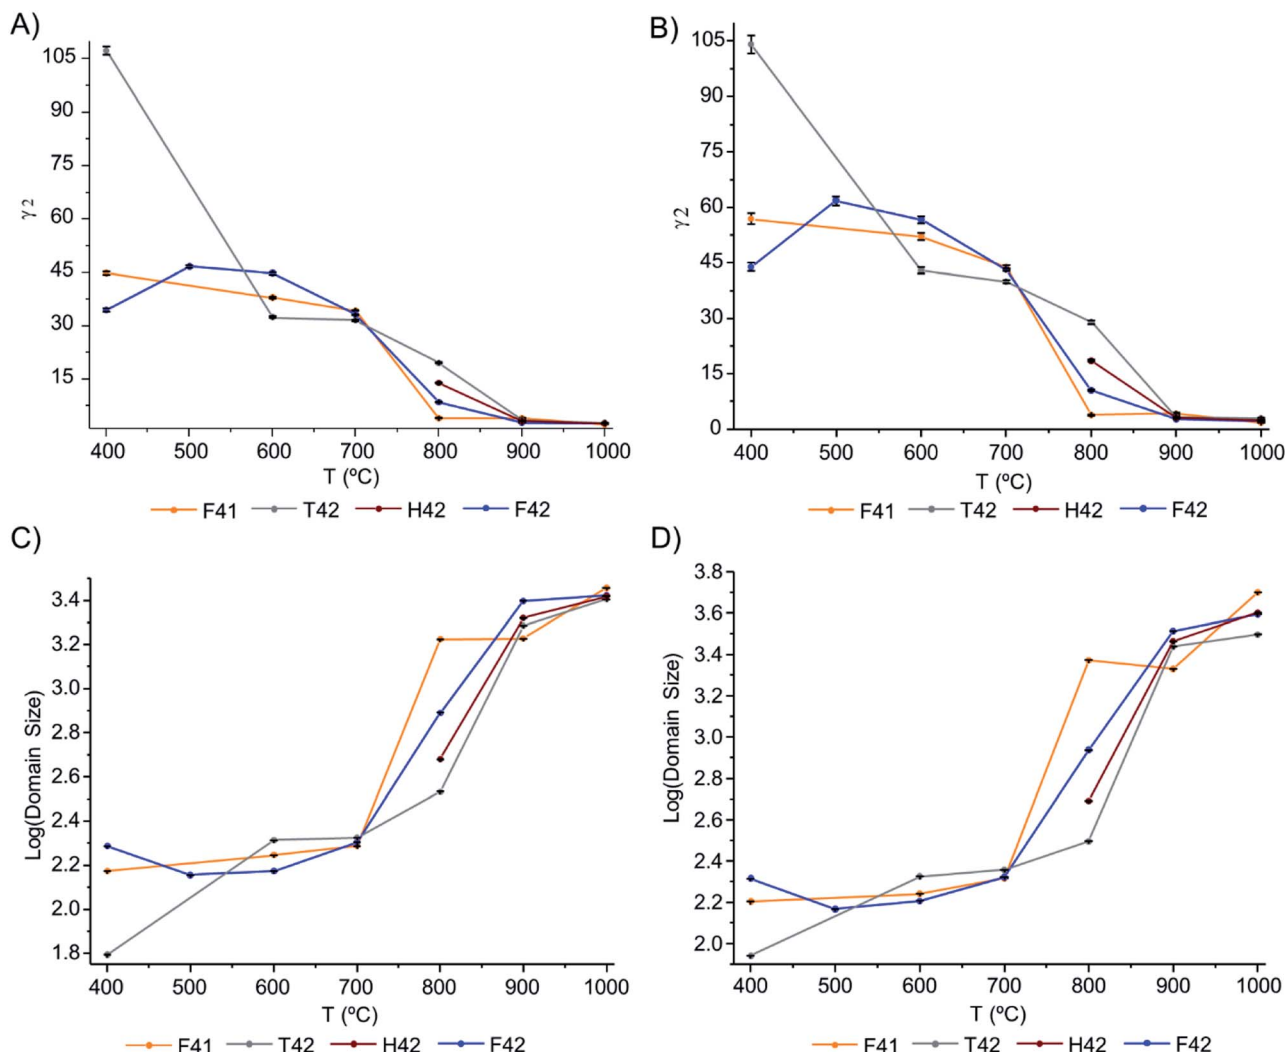 A)
γ2
105
90
75
60
45
30
15
400 500 600 700 800 900 1000
T (ºC)
F41 T42 H42 F42
B)
γ2
105
90
75
60
45
30
15
0
400 500 600 700 800 900 1000
T (ºC)
F41 T42 H42 F42
C)
Log(Domain Size)
3.4
3.2
3.0
2.8
2.6
2.4
2.2
2.0
1.8
400 500 600 700 800 900 1000
T (ºC)
F41 T42 H42 F42
D)
Log(Domain Size)
3.8
3.6
3.4
3.2
3.0
2.8
2.6
2.4
2.2
2.0
400 500 600 700 800 900 1000
T (ºC)
F41 T42 H42 F42